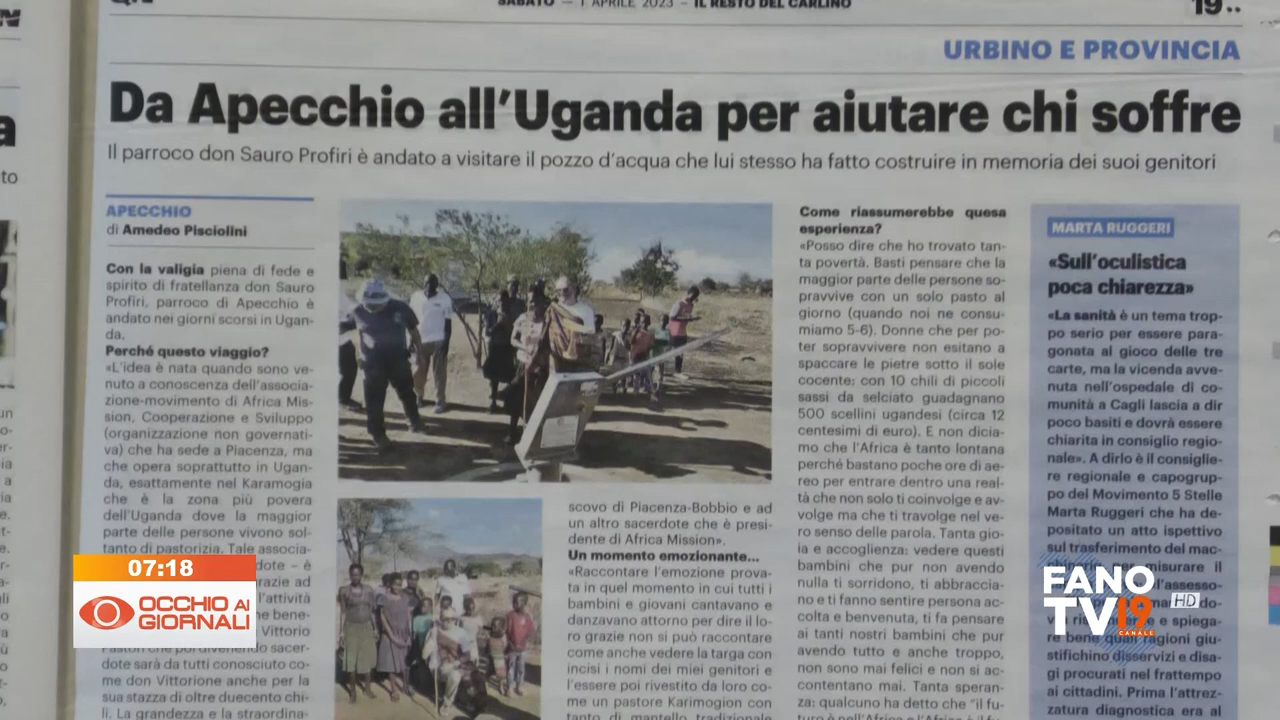 SABATO — 1 APRILE 2023 – IL RESTO DEL CARLINO
19
URBINO E PROVINCIA
Da Apecchio all'Uganda per aiutare chi soffre
Il parroco don Sauro Profiri è andato a visitare il pozzo d'acqua che lui stesso ha fatto costruire in memoria dei suoi genitori
APECCHIO
di Amedeo Pisciolini
Con la valigia piena di fede e
spirito di fratellanza don Sauro
Profiri, parroco di Apecchio è
andato nei giorni scorsi in Ugan-
da.
Perché questo viaggio?
«L'idea è nata quando sono ve-
nuto a conoscenza dell'associa-
zione-movimento di Africa Mis-
sion, Cooperazione e Sviluppo
(organizzazione non governati-
va) che ha sede a Piacenza, ma
che opera soprattutto in Ugan-
da, esattamente nel Karamogia
che è la zona più povera
dell'Uganda dove la maggior
parte delle persone vivono sol-
tanto di pastorizia. Tale associa-
dote – è
grazie ad
l'attività
e bene-
Vittorio
Pastori che poi divenendo sacer-
dote sarà da tutti conosciuto co-
me don Vittorione anche per la
sua stazza di oltre duecento chi-
li. La grandezza e la straordina-
scovo di Piacenza-Bobbio e ad
un altro sacerdote che è presi-
dente di Africa Mission».
Un momento emozionante...
«Raccontare l'emozione prova-
ta in quel momento in cui tutti i
bambini e giovani cantavano e
danzavano attorno per dire il lo-
ro grazie non si può raccontare
come anche vedere la targa con
incisi i nomi dei miei genitori e
l'essere poi rivestito da loro co-
me un pastore Karimogion con
tanto di mantello tradizionale
Come riassumerebbe quesa
esperienza?
«Posso dire che ho trovato tan-
ta povertà. Basti pensare che la
maggior parte delle persone so-
pravvive con un solo pasto al
giorno (quando noi ne consu-
miamo 5-6). Donne che per po-
ter sopravvivere non esitano a
spaccare le pietre sotto il sole
cocente: con 10 chili di piccoli
sassi da selciato guadagnano
500 scellini ugandesi (circa 12
centesimi di euro). E non dicia-
mo che l'Africa è tanto lontana
perché bastano poche ore di ae-
reo per entrare dentro una real-
tà che non solo ti coinvolge e av-
volge ma che ti travolge nel ve-
ro senso delle parola. Tanta gio-
ia e accoglienza: vedere questi
bambini che pur non avendo
nulla ti sorridono, ti abbraccia-
no e ti fanno sentire persona ac-
colta e benvenuta, ti fa pensare
ai tanti nostri bambini che pur
avendo tutto e anche troppo,
non sono mai felici e non si ac-
contentano mai. Tanta speran-
za: qualcuno ha detto che "il fu-
MARTA RUGGERI
«Sull'oculistica
poca chiarezza»
«La sanità è un tema trop-
po serio per essere para-
gonata al gioco delle tre
carte, ma la vicenda avve-
nuta nell'ospedale di co-
munità a Cagli lascia a dir
poco basiti e dovrà essere
chiarita in consiglio regio-
nale». A dirlo è il consiglie-
re regionale e capogrup-
po del Movimento 5 Stelle
Marta Ruggeri che ha de-
positato un atto ispettivo
sul trasferimento del mac-
misurare il
l'assesso-
do-
e spiega-
re bene quali ragioni giu-
stifichino disservizi e disa-
gi procurati nel frattempo
ai cittadini. Prima l'attrez-
zatura diagnostica era al
07:18
OCCHIO AI
GIORNALI
FANO
TV19
CANALE
HD